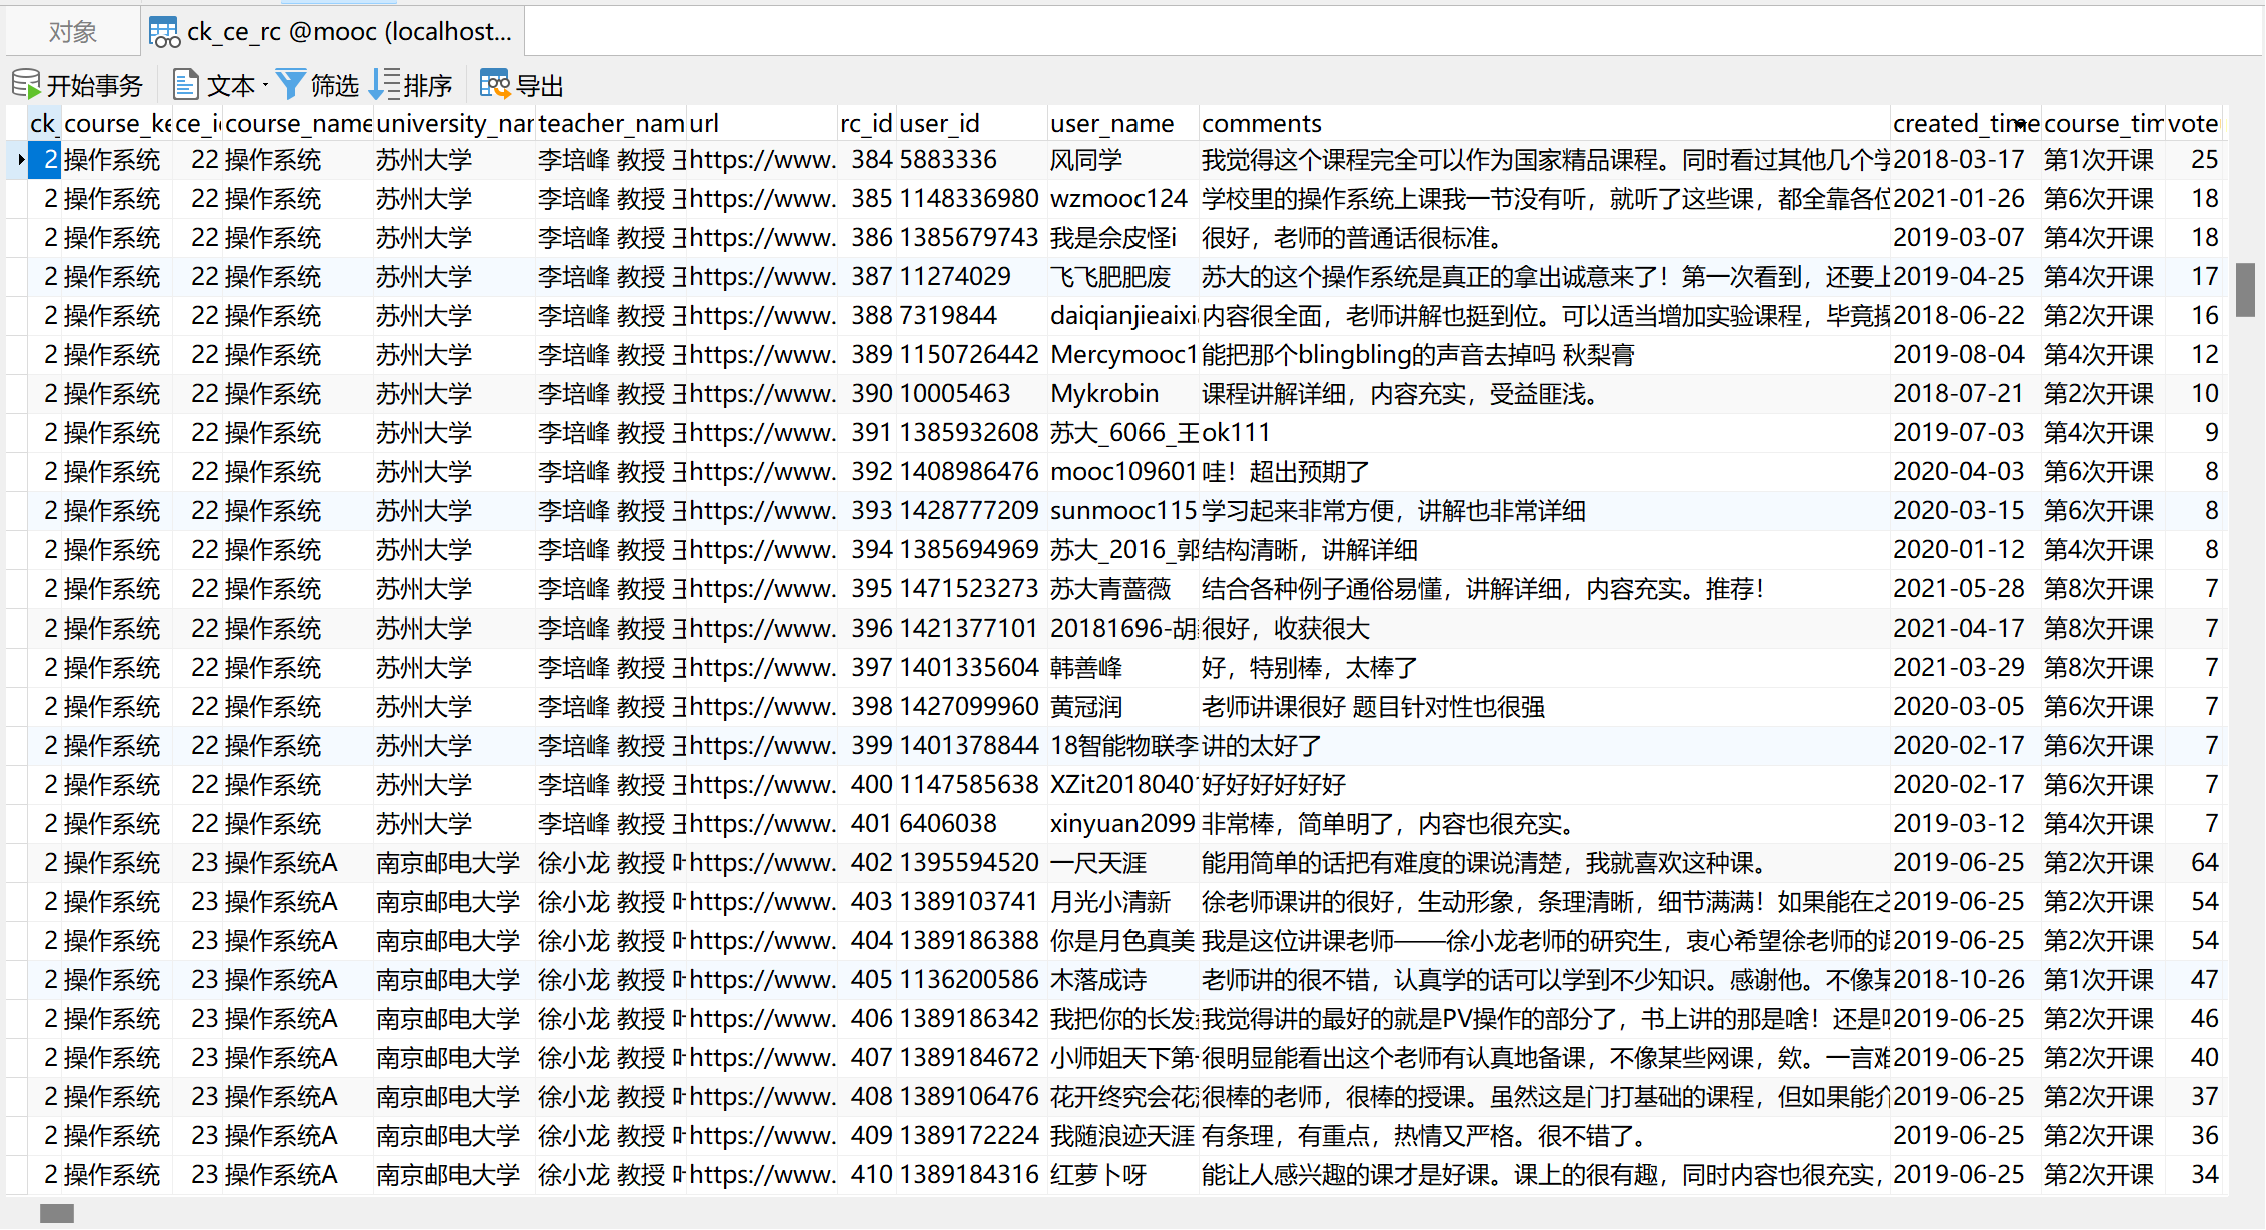 对象 ck_ce_rc @mooc (localhost...
开始事务 文本 筛选 排序 导出
ck_ course_ke ce_i course_name university_nar teacher_nam url rc_id user_id user_name comments created_time course_tim vote
2 操作系统 22 操作系统 苏州大学 李培峰 教授 https://www. 384 5883336 风同学 我觉得这个课程完全可以作为国家精品课程。同时看过其他几个学 2018-03-17 第1次开课 25
2 操作系统 22 操作系统 苏州大学 李培峰 教授 https://www. 385 1148336980 wzmooc124 学校里的操作系统上课我一节没有听，就听了这些课，都全靠各位 2021-01-26 第6次开课 18
2 操作系统 22 操作系统 苏州大学 李培峰 教授 https://www. 386 1385679743 我是佘皮怪i 很好，老师的普通话很标准。 2019-03-07 第4次开课 18
2 操作系统 22 操作系统 苏州大学 李培峰 教授 https://www. 387 11274029 飞飞肥肥废 苏大的这个操作系统是真正的拿出诚意来了！第一次看到，还要上 2019-04-25 第4次开课 17
2 操作系统 22 操作系统 苏州大学 李培峰 教授 https://www. 388 7319844 daiqianjieaixi 内容很全面，老师讲解也挺到位。可以适当增加实验课程，毕竟操 2018-06-22 第2次开课 16
2 操作系统 22 操作系统 苏州大学 李培峰 教授 https://www. 389 1150726442 Mercymooc1 能把那个blingbling的声音去掉吗 秋梨膏 2019-08-04 第4次开课 12
2 操作系统 22 操作系统 苏州大学 李培峰 教授 https://www. 390 10005463 Mykrobin 课程讲解详细，内容充实，受益匪浅。 2018-07-21 第2次开课 10
2 操作系统 22 操作系统 苏州大学 李培峰 教授 https://www. 391 1385932608 苏大_6066_王 ok111 2019-07-03 第4次开课 9
2 操作系统 22 操作系统 苏州大学 李培峰 教授 https://www. 392 1408986476 mooc109601 哇！超出预期了 2020-04-03 第6次开课 8
2 操作系统 22 操作系统 苏州大学 李培峰 教授 https://www. 393 1428777209 sunmooc115 学习起来非常方便，讲解也非常详细 2020-03-15 第6次开课 8
2 操作系统 22 操作系统 苏州大学 李培峰 教授 https://www. 394 1385694969 苏大_2016_郭 结构清晰，讲解详细 2020-01-12 第4次开课 8
2 操作系统 22 操作系统 苏州大学 李培峰 教授 https://www. 395 1471523273 苏大青蔷薇 结合各种例子通俗易懂，讲解详细，内容充实。推荐！ 2021-05-28 第8次开课 7
2 操作系统 22 操作系统 苏州大学 李培峰 教授 https://www. 396 1421377101 20181696-胡 很好，收获很大 2021-04-17 第8次开课 7
2 操作系统 22 操作系统 苏州大学 李培峰 教授 https://www. 397 1401335604 韩善峰 好，特别棒，太棒了 2021-03-29 第8次开课 7
2 操作系统 22 操作系统 苏州大学 李培峰 教授 https://www. 398 1427099960 黄冠润 老师讲课很好 题目针对性也很强 2020-03-05 第6次开课 7
2 操作系统 22 操作系统 苏州大学 李培峰 教授 https://www. 399 1401378844 18智能物联李 讲的太好了 2020-02-17 第6次开课 7
2 操作系统 22 操作系统 苏州大学 李培峰 教授 https://www. 400 1147585638 XZit20180401 好好好好好好 2020-02-17 第6次开课 7
2 操作系统 22 操作系统 苏州大学 李培峰 教授 https://www. 401 6406038 xinyuan2099 非常棒，简单明了，内容也很充实。 2019-03-12 第4次开课 7
2 操作系统 23 操作系统A 南京邮电大学 徐小龙 教授 https://www. 402 1395594520 一尺天涯 能用简单的话把有难度的课说清楚，我就喜欢这种课。 2019-06-25 第2次开课 64
2 操作系统 23 操作系统A 南京邮电大学 徐小龙 教授 https://www. 403 1389103741 月光小清新 徐老师课讲的很好，生动形象，条理清晰，细节满满！如果能在之 2019-06-25 第2次开课 54
2 操作系统 23 操作系统A 南京邮电大学 徐小龙 教授 https://www. 404 1389186388 你是月色真美 我是这位讲课老师——徐小龙老师的研究生，衷心希望徐老师的课 2019-06-25 第2次开课 54
2 操作系统 23 操作系统A 南京邮电大学 徐小龙 教授 https://www. 405 1136200586 木落成诗 老师讲的很不错，认真学的话可以学到不少知识。感谢他。不像某 2018-10-26 第1次开课 47
2 操作系统 23 操作系统A 南京邮电大学 徐小龙 教授 https://www. 406 1389186342 我把你的长发 我觉得讲的最好的就是PV操作的部分了，书上讲的那是啥！还是 2019-06-25 第2次开课 46
2 操作系统 23 操作系统A 南京邮电大学 徐小龙 教授 https://www. 407 1389184672 小师姐天下第 很明显能看出这个老师有认真地备课，不像某些网课，欸。一言难 2019-06-25 第2次开课 40
2 操作系统 23 操作系统A 南京邮电大学 徐小龙 教授 https://www. 408 1389106476 花开终究会花 很棒的老师，很棒的授课。虽然这是门打基础的课程，但如果能介 2019-06-25 第2次开课 37
2 操作系统 23 操作系统A 南京邮电大学 徐小龙 教授 https://www. 409 1389172224 我随浪迹天涯 有条理，有重点，热情又严格。很不错了。 2019-06-25 第2次开课 36
2 操作系统 23 操作系统A 南京邮电大学 徐小龙 教授 https://www. 410 1389184316 红萝卜呀 能让人感兴趣的课才是好课。课上的很有趣，同时内容也很充实， 2019-06-25 第2次开课 34